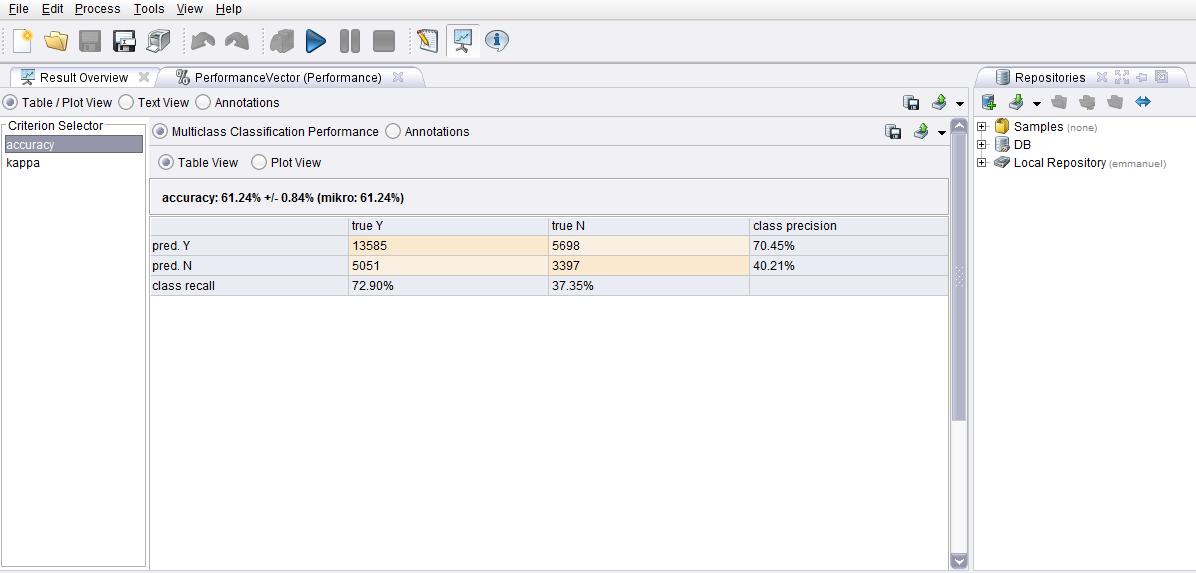 File Edit Process Tools View Help
Result Overview PerformanceVector (Performance) Repositories
Table / Plot View Text View Annotations
Criterion Selector
accuracy
kappa
Multiclass Classification Performance Annotations
Table View Plot View
accuracy: 61.24% +/- 0.84% (mikro: 61.24%)
true Y true N class precision
pred. Y 13585 5698 70.45%
pred. N 5051 3397 40.21%
class recall 72.90% 37.35%
Samples (none)
DB
Local Repository (emmanuel)